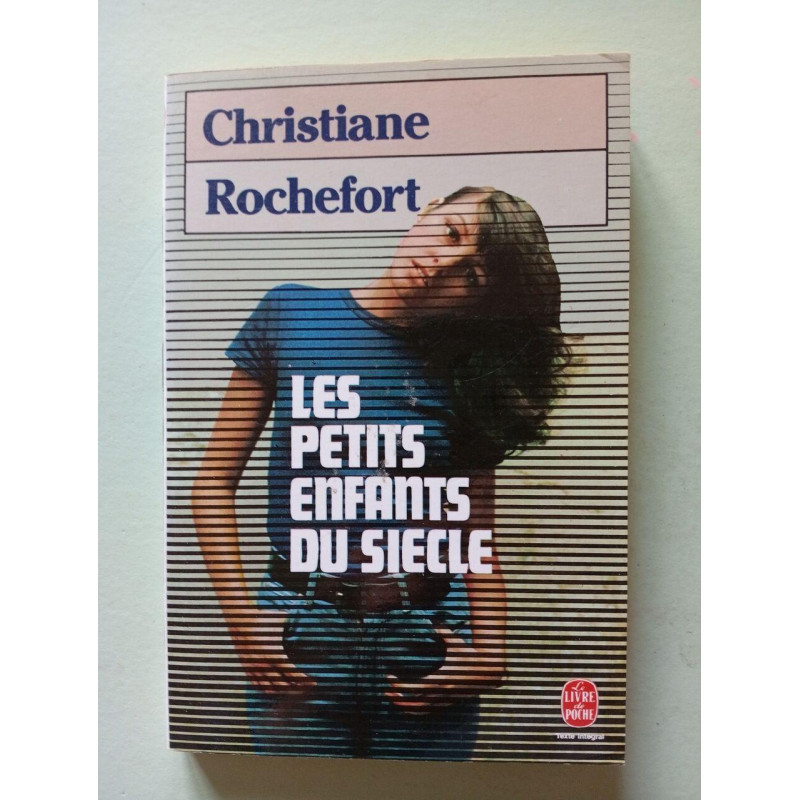 Christiane
Rochefort
LES
PETITS
ENFANTS
DU SIECLE
Le
LIVRE
de
POCHE
Texte intégral